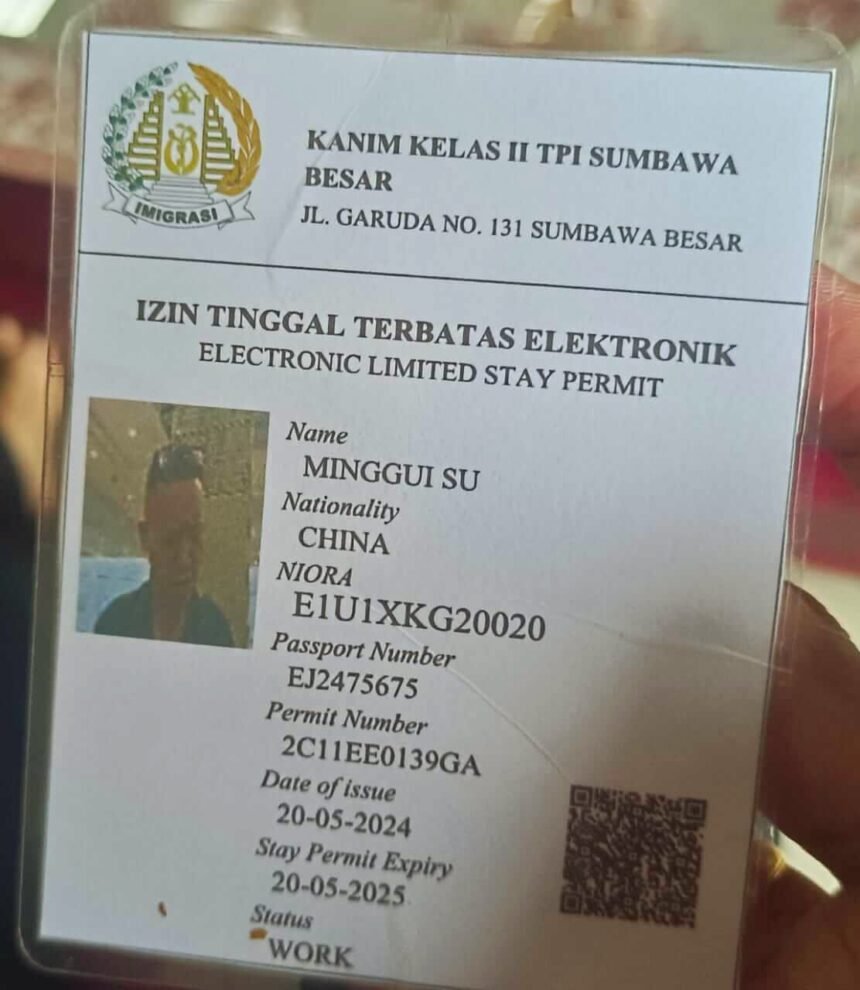 IMIGRASI
KANIM KELAS II TPI SUMBAWA
BESAR
JL. GARUDA NO. 131 SUMBAWA BESAR
IZIN TINGGAL TERBATAS ELEKTRONIK
ELECTRONIC LIMITED STAY PERMIT
Name
MINGGUI SU
Nationality
CHINA
NIORA
E1U1XKG20020
Passport Number
EJ2475675
Permit Number
2C11EE0139GA
Date of issue
20-05-2024
Stay Permit Expiry
20-05-2025
Status
WORK